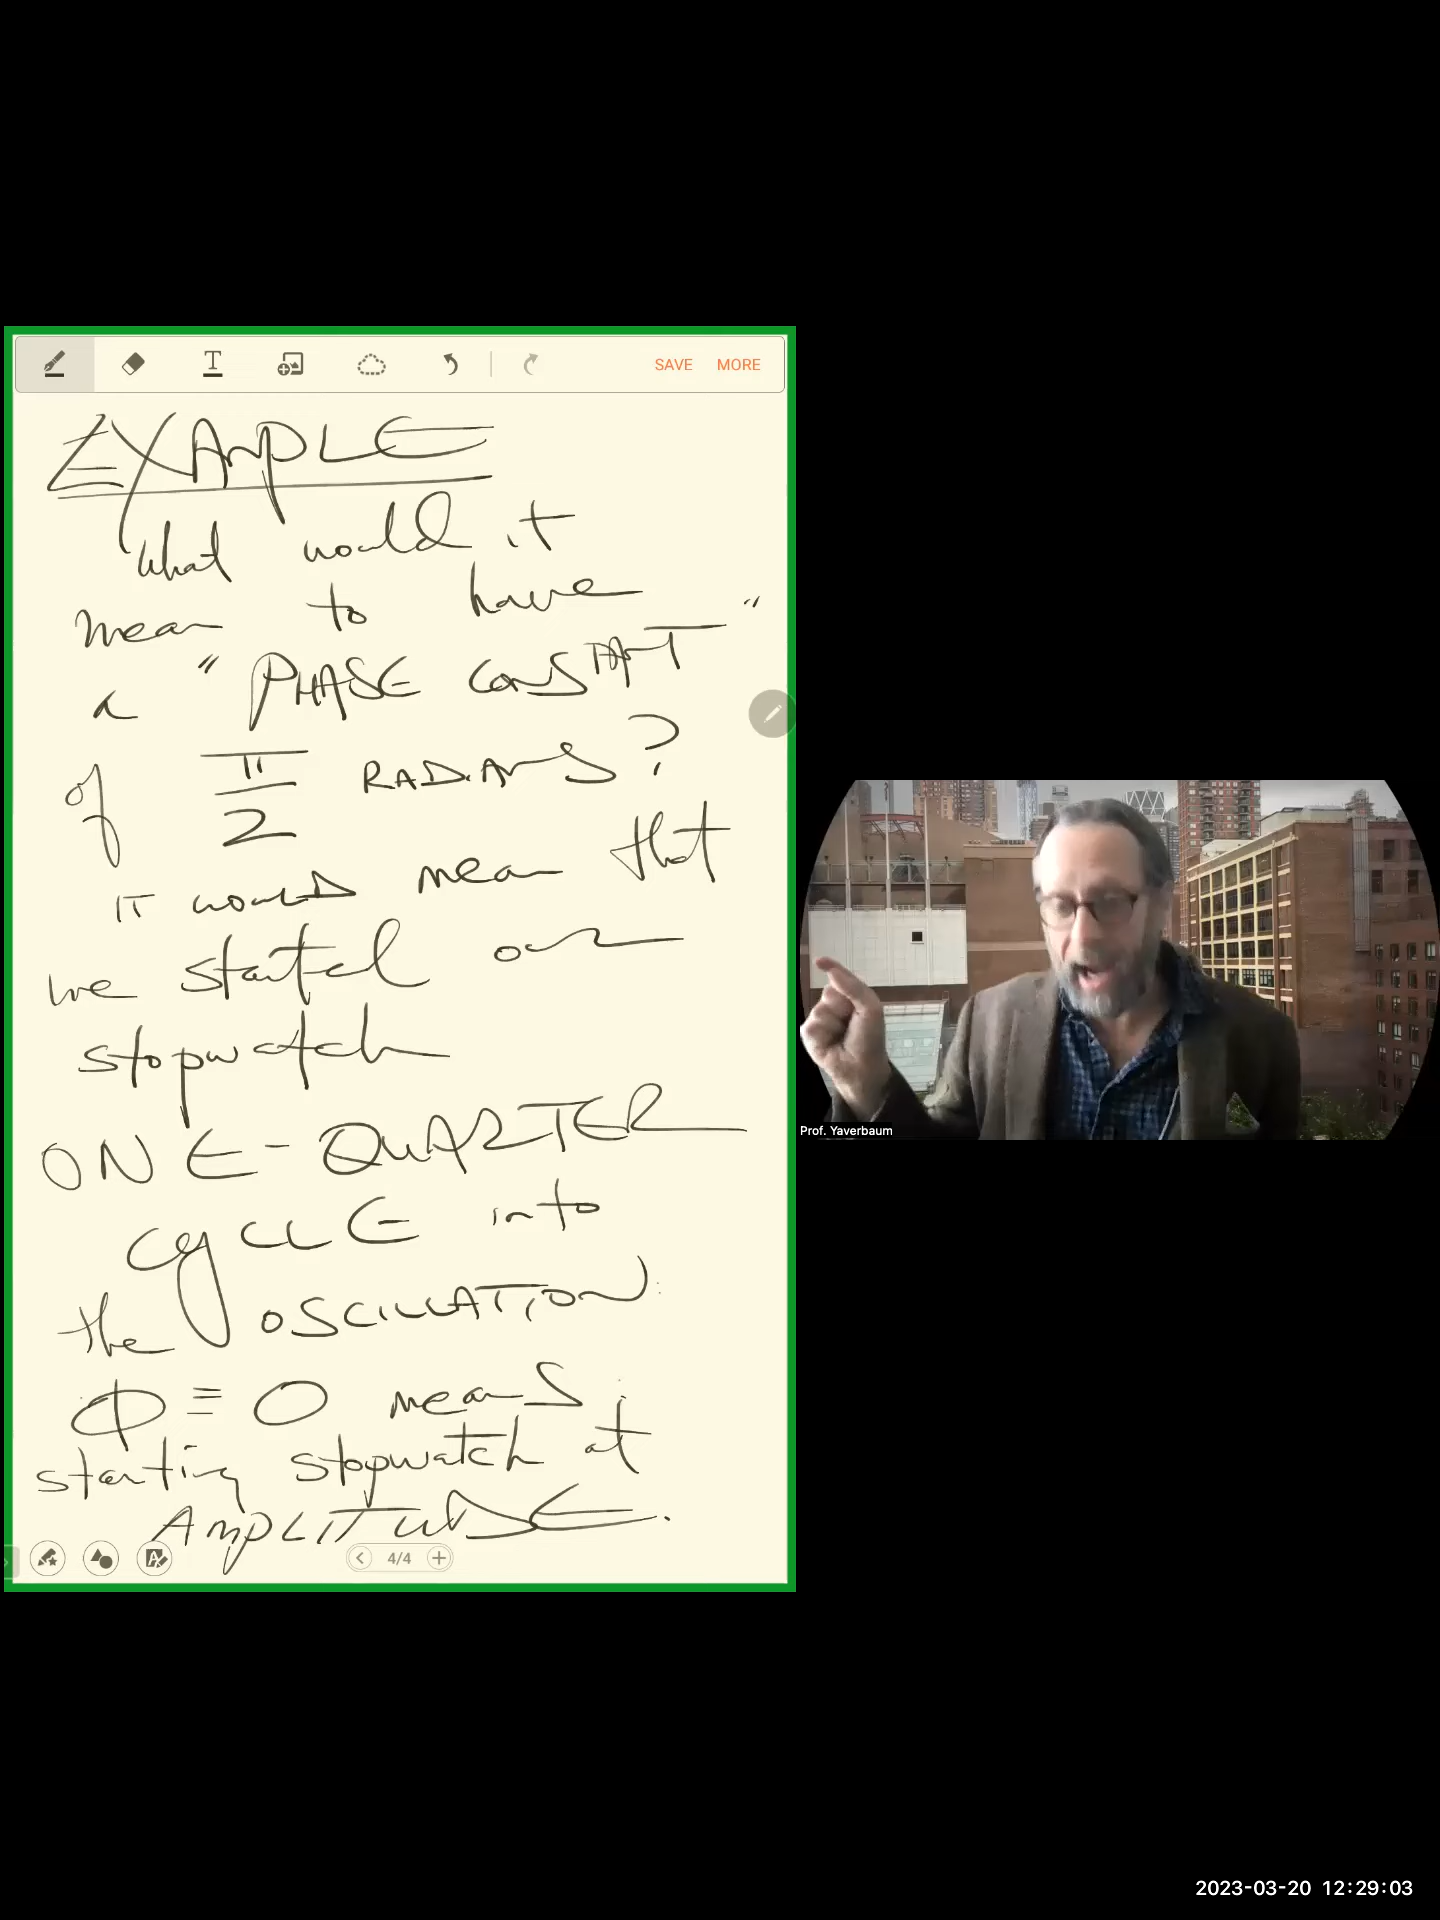 T
SAVE MORE
EXAMPLE
What would it
mean to have
a "PHASE CONSTANT"
of π/2 RADIANS?
IT WOULD mean that
we started our
stopwatch
ONE-QUARTER
CYCLE into
the OSCILLATION.
Φ ≡ 0 means
starting stopwatch at
AMPLITUDE.
A
4/4
Prof. Yaverbaum
2023-03-20 12:29:03